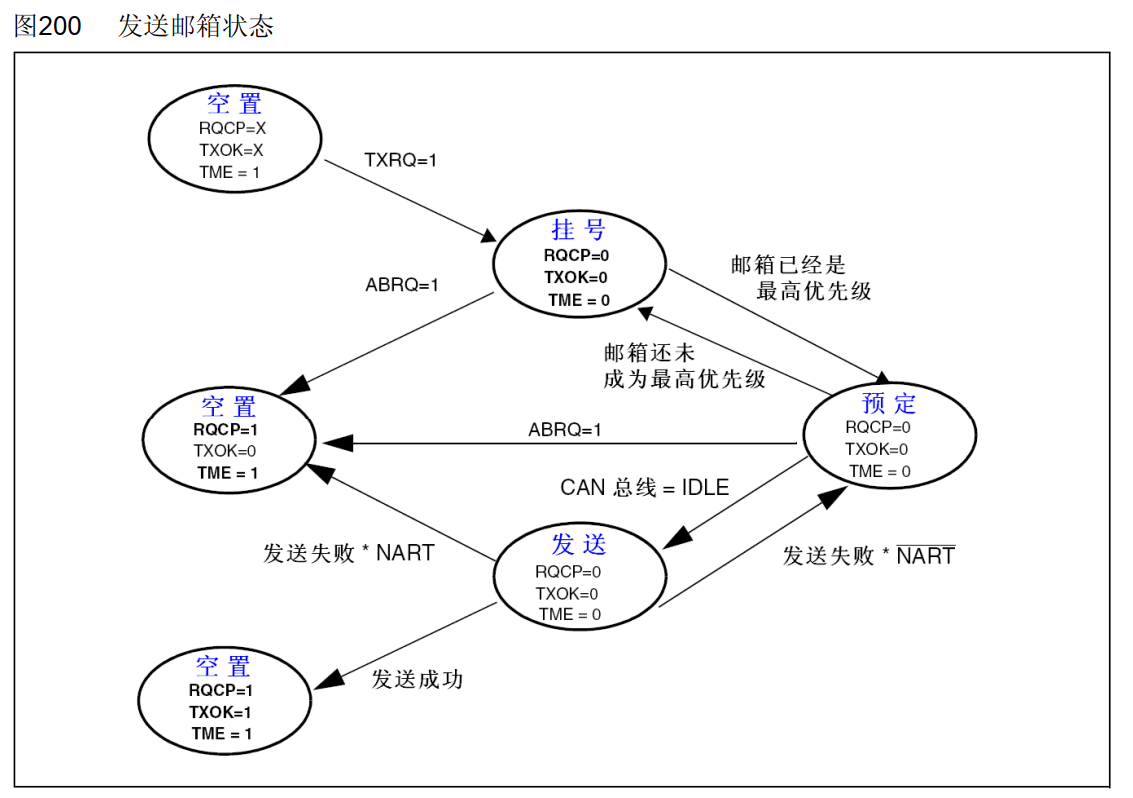 图200 发送邮箱状态
空置
RQCP=X
TXOK=X
TME = 1
TXRQ=1
挂号
RQCP=0
TXOK=0
TME = 0
ABRQ=1
邮箱已经是
最高优先级
邮箱还未
成为最高优先级
空置
RQCP=1
TXOK=0
TME = 1
ABRQ=1
预定
RQCP=0
TXOK=0
TME = 0
CAN 总线 = IDLE
发送失败 * NART
发送
RQCP=0
TXOK=0
TME = 0
发送失败 * N̅A̅R̅T̅
空置
RQCP=1
TXOK=1
TME = 1
发送成功